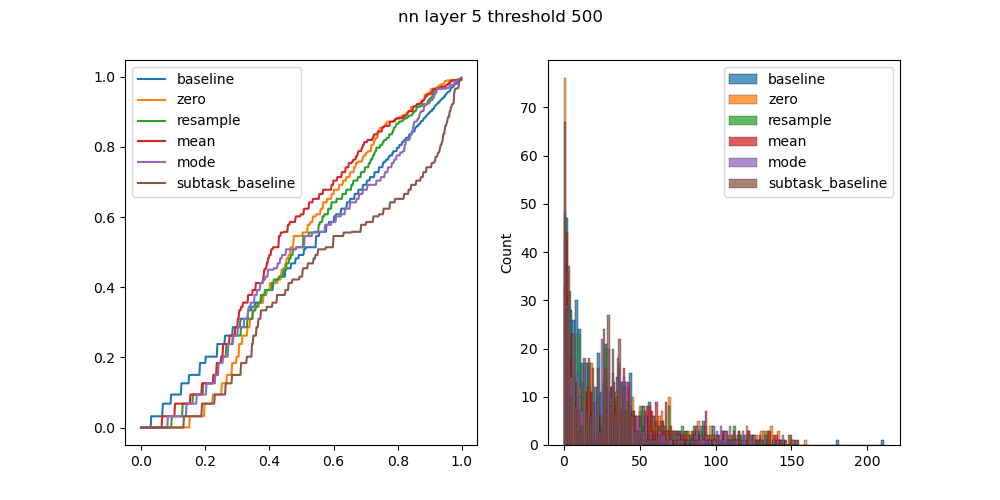 nn layer 5 threshold 500
1.0
0.8
0.6
0.4
0.2
0.0
0.0 0.2 0.4 0.6 0.8 1.0
baseline
zero
resample
mean
mode
subtask_baseline
Count
70
60
50
40
30
20
10
0
0 50 100 150 200
baseline
zero
resample
mean
mode
subtask_baseline